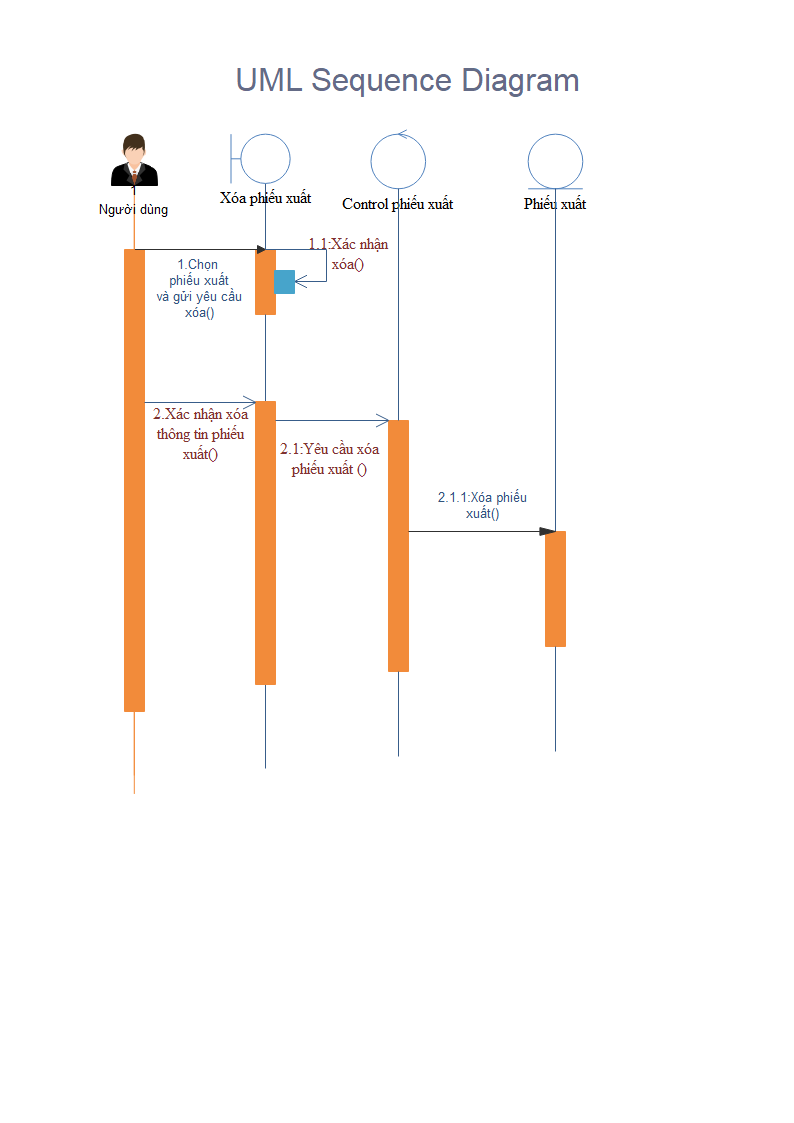 UML Sequence Diagram
Người dùng
Xóa phiếu xuất
Control phiếu xuất
Phiếu xuất
1.1:Xác nhận
xóa()
1.Chọn
phiếu xuất
và gửi yêu cầu
xóa()
2.Xác nhận xóa
thông tin phiếu
xuất()
2.1:Yêu cầu xóa
phiếu xuất ()
2.1.1:Xóa phiếu
xuất()